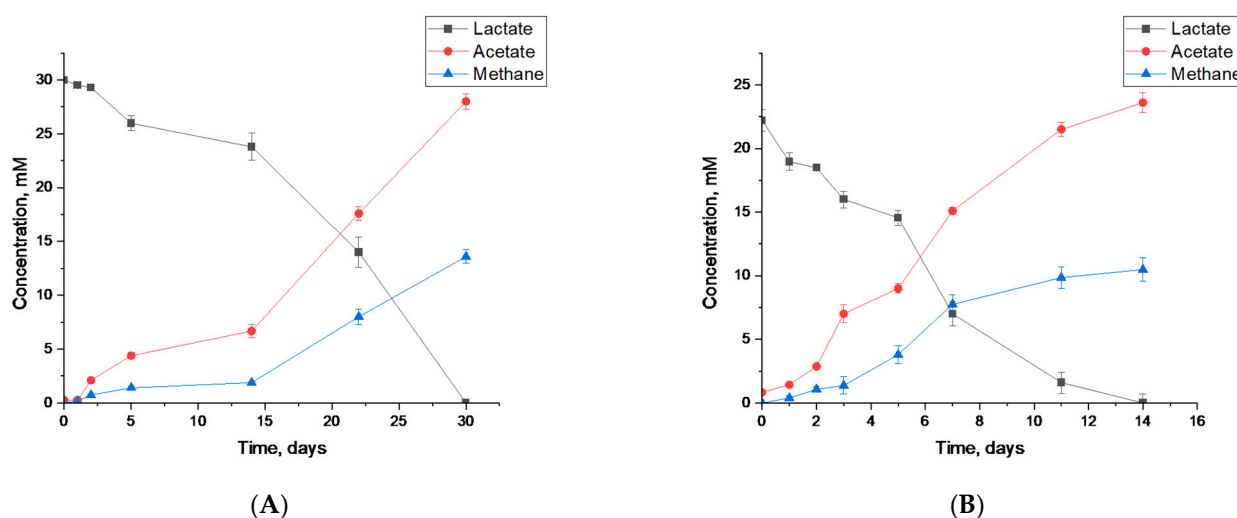 Lactate
Acetate
Methane
30
25
20
15
10
5
0
Concentration, mM
0 5 10 15 20 25 30
Time, days
(A)
Lactate
Acetate
Methane
25
20
15
10
5
0
Concentration, mM
0 2 4 6 8 10 12 14 16
Time, days
(B)